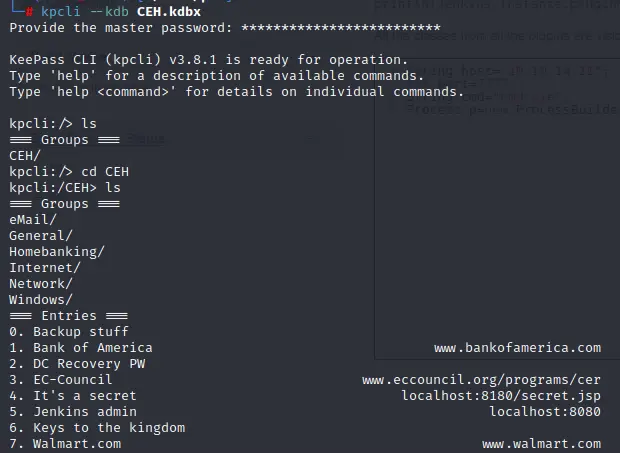 └─# kpcli --kdb CEH.kdbx
Provide the master password: *************************
KeePass CLI (kpcli) v3.8.1 is ready for operation.
Type 'help' for a description of available commands.
Type 'help <command>' for details on individual commands.
kpcli:/> ls
=== Groups ===
CEH/
kpcli:/> cd CEH
kpcli:/CEH> ls
=== Groups ===
eMail/
General/
Homebanking/
Internet/
Network/
Windows/
=== Entries ===
0. Backup stuff
1. Bank of America www.bankofamerica.com
2. DC Recovery PW
3. EC-Council www.eccouncil.org/programs/cer
4. It's a secret localhost:8180/secret.jsp
5. Jenkins admin localhost:8080
6. Keys to the kingdom
7. Walmart.com www.walmart.com